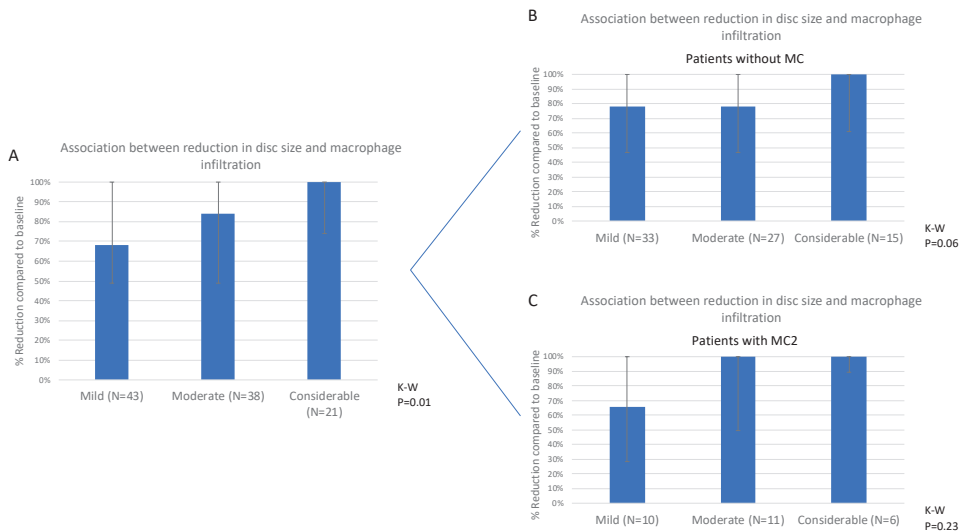 A
Association between reduction in disc size and macrophage
infiltration
% Reduction compared to baseline
100%
90%
80%
70%
60%
50%
40%
30%
20%
10%
0%
Mild (N=43)
Moderate (N=38)
Considerable
(N=21)
K-W
P=0.01
B
Association between reduction in disc size and macrophage
infiltration
Patients without MC
% Reduction compared to baseline
100%
90%
80%
70%
60%
50%
40%
30%
20%
10%
0%
Mild (N=33)
Moderate (N=27)
Considerable (N=15)
K-W
P=0.06
C
Association between reduction in disc size and macrophage
infiltration
Patients with MC2
% Reduction compared to baseline
100%
90%
80%
70%
60%
50%
40%
30%
20%
10%
0%
Mild (N=10)
Moderate (N=11)
Considerable (N=6)
K-W
P=0.23